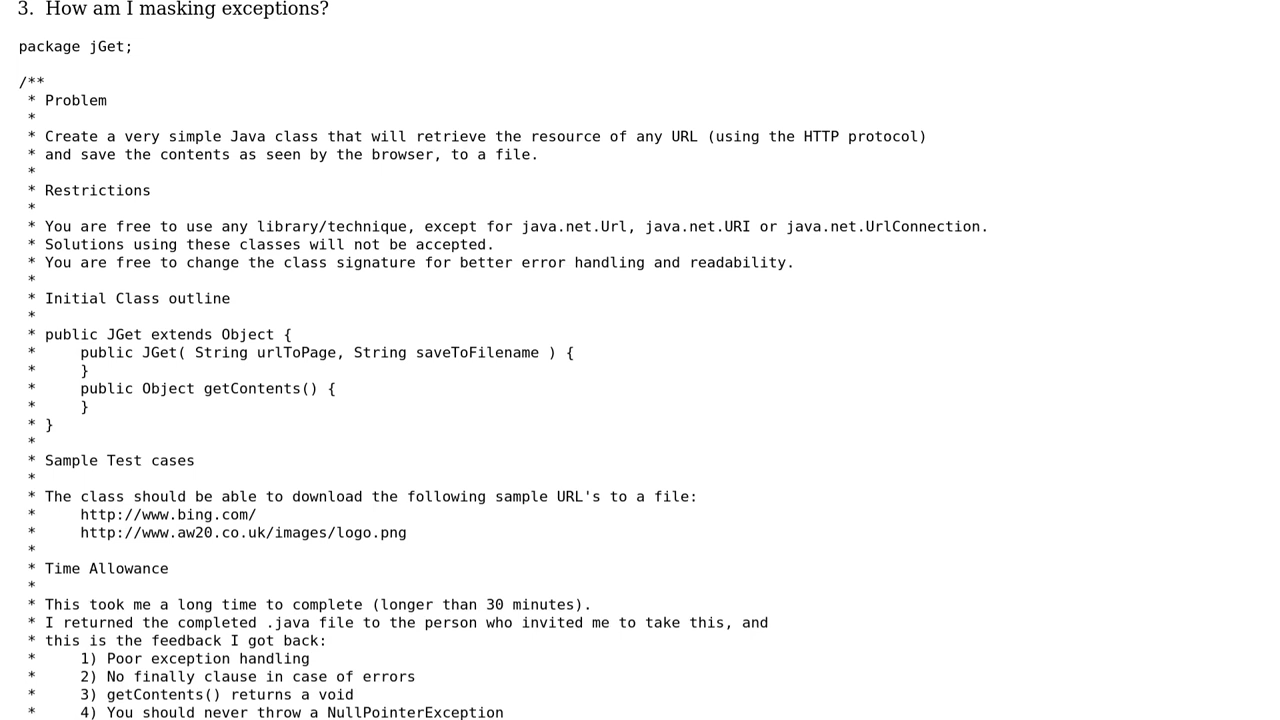 3. How am I masking exceptions?
package jGet;
/**
 * Problem
 *
 * Create a very simple Java class that will retrieve the resource of any URL (using the HTTP protocol)
 * and save the contents as seen by the browser, to a file.
 *
 * Restrictions
 *
 * You are free to use any library/technique, except for java.net.Url, java.net.URI or java.net.UrlConnection.
 * Solutions using these classes will not be accepted.
 * You are free to change the class signature for better error handling and readability.
 *
 * Initial Class outline
 *
 * public JGet extends Object {
 *     public JGet( String urlToPage, String saveToFilename ) {
 *     }
 *     public Object getContents() {
 *     }
 * }
 *
 * Sample Test cases
 *
 * The class should be able to download the following sample URL's to a file:
 *     http://www.bing.com/
 *     http://www.aw20.co.uk/images/logo.png
 *
 * Time Allowance
 *
 * This took me a long time to complete (longer than 30 minutes).
 * I returned the completed .java file to the person who invited me to take this, and
 * this is the feedback I got back:
 *     1) Poor exception handling
 *     2) No finally clause in case of errors
 *     3) getContents() returns a void
 *     4) You should never throw a NullPointerException